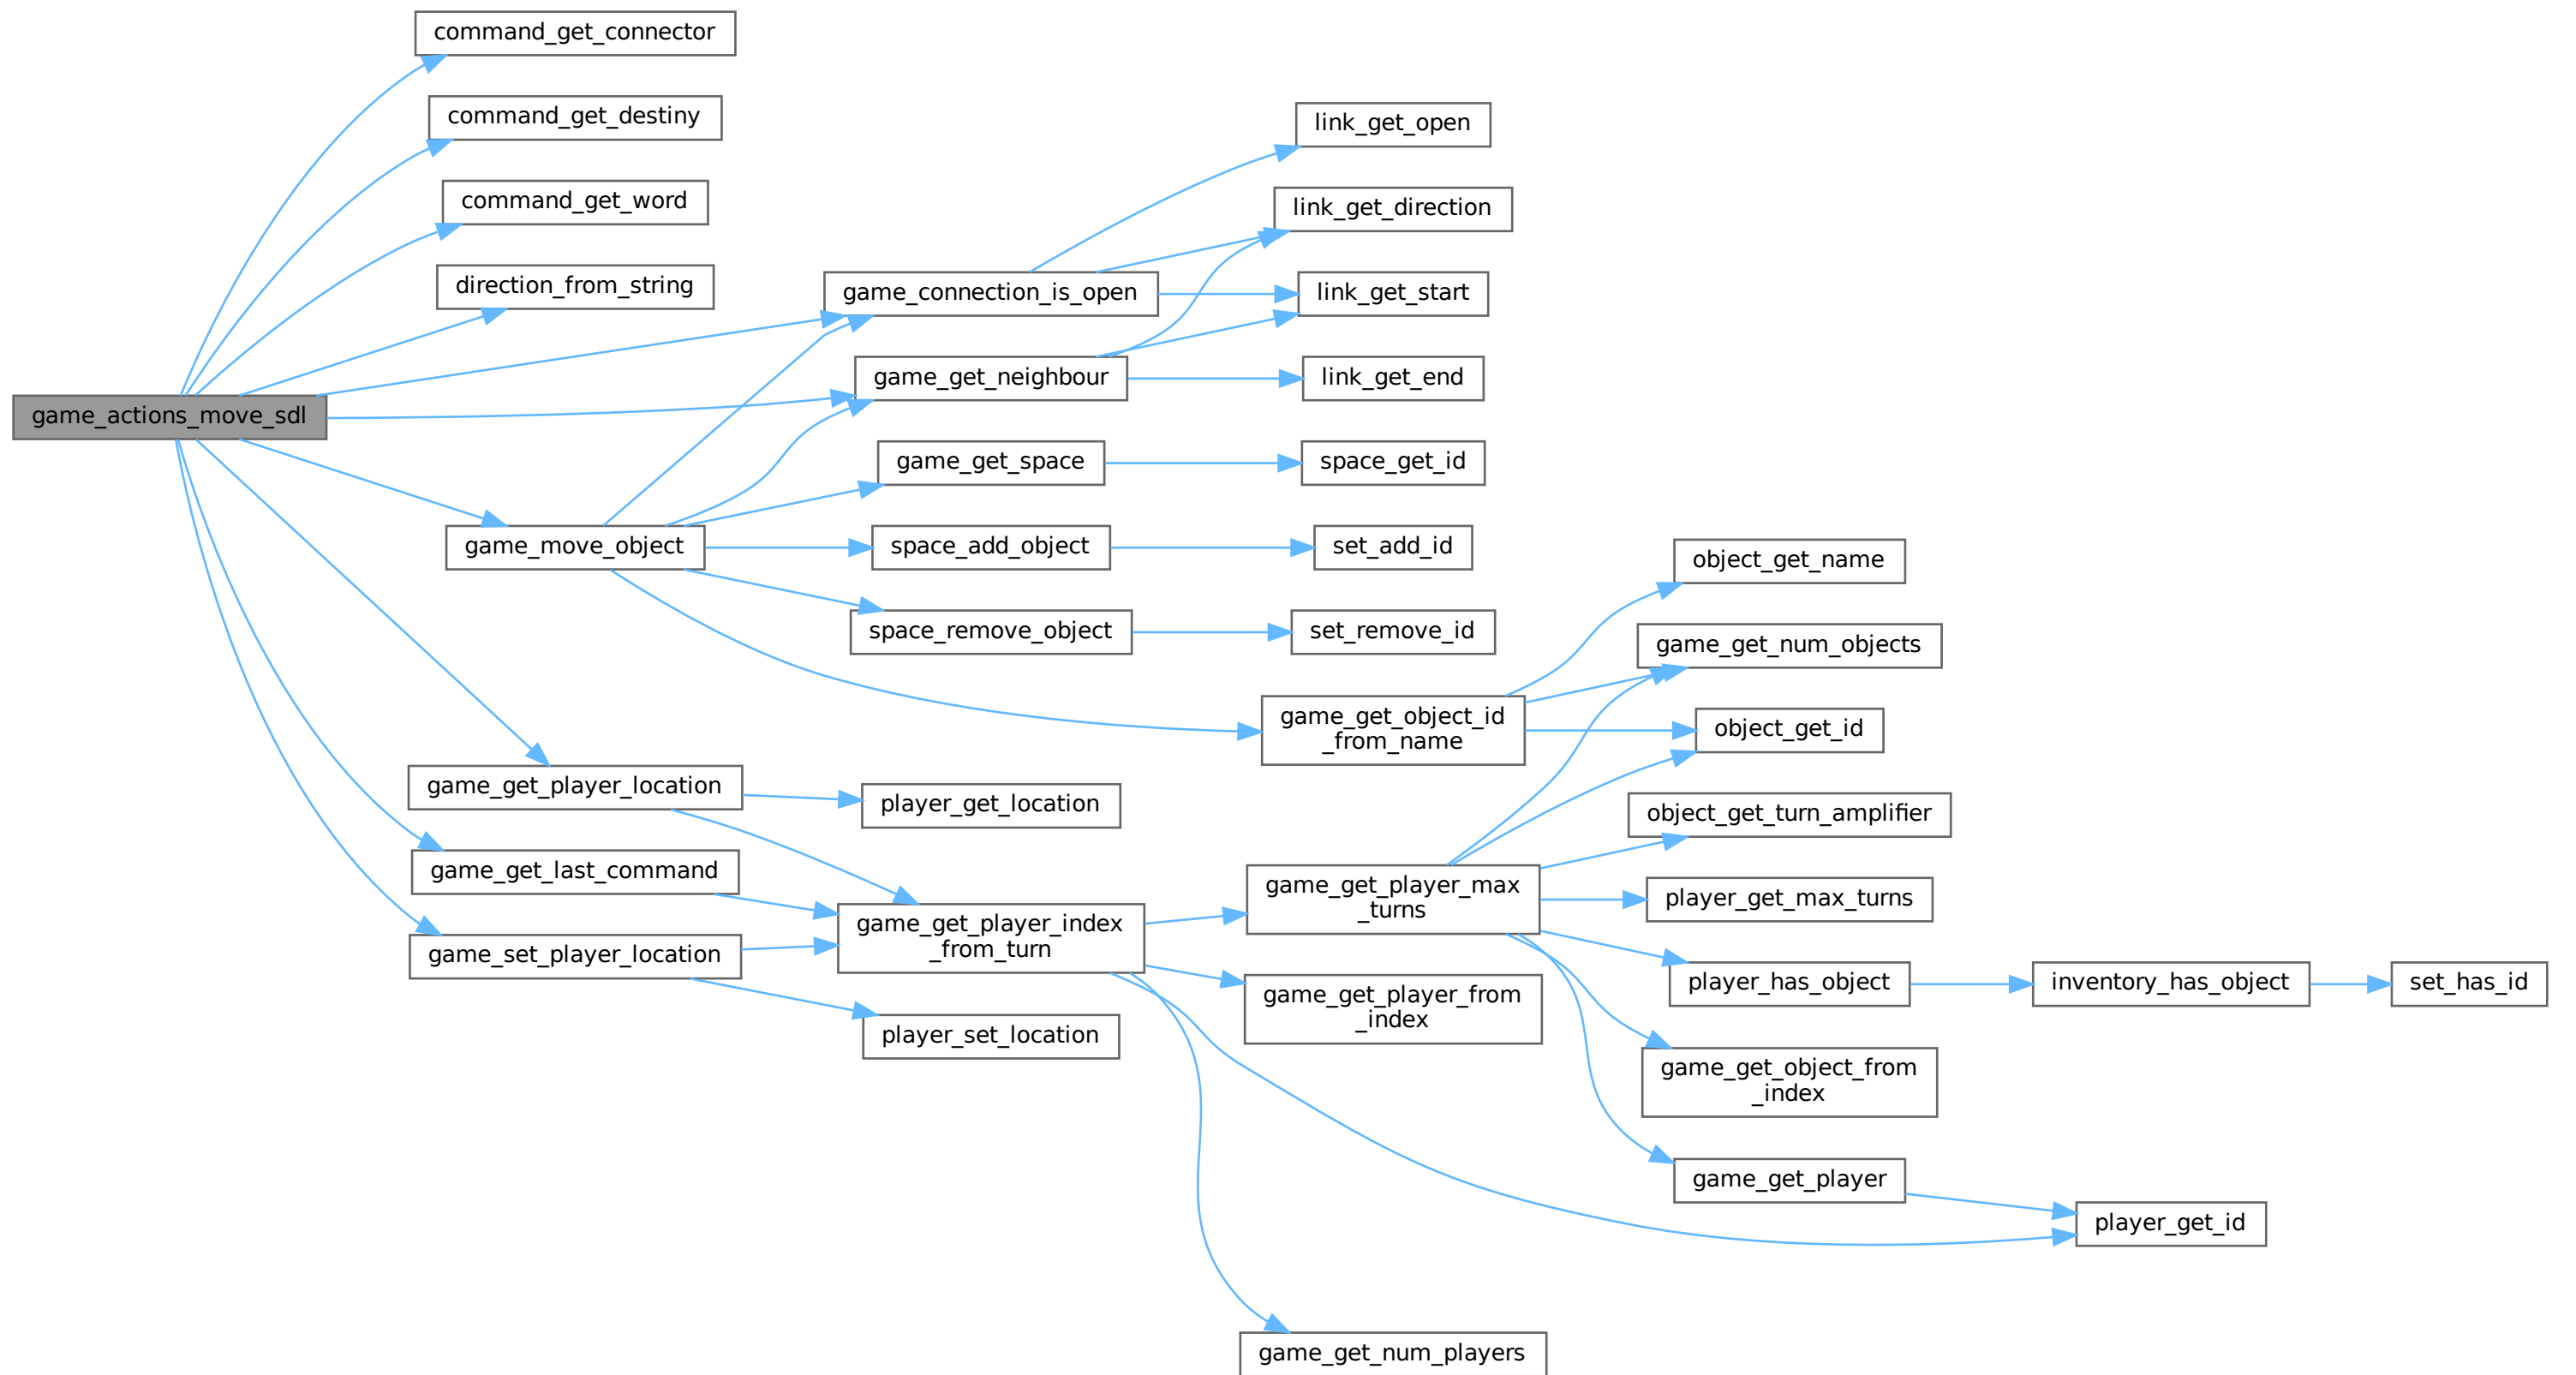 command_get_connector
command_get_destiny
command_get_word
direction_from_string
game_actions_move_sdl
game_move_object
game_get_player_location
game_get_last_command
game_set_player_location
game_connection_is_open
game_get_neighbour
game_get_space
space_add_object
space_remove_object
player_get_location
game_get_player_index
_from_turn
player_set_location
link_get_open
link_get_direction
link_get_start
link_get_end
space_get_id
set_add_id
set_remove_id
game_get_object_id
_from_name
game_get_player_max
_turns
game_get_player_from
_index
game_get_num_players
object_get_name
game_get_num_objects
object_get_id
object_get_turn_amplifier
player_get_max_turns
player_has_object
game_get_object_from
_index
game_get_player
inventory_has_object
player_get_id
set_has_id